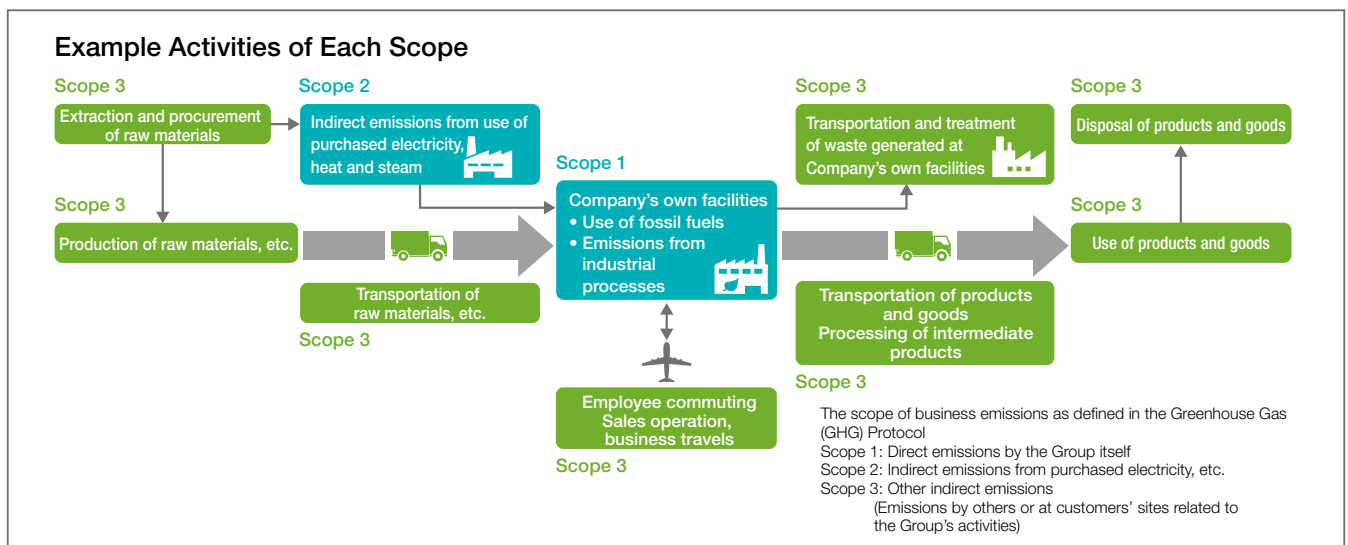 Example Activities of Each Scope
Scope 3
Extraction and procurement
of raw materials
Scope 2
Indirect emissions from use of
purchased electricity,
heat and steam
Scope 3
Production of raw materials, etc.
Transportation of
raw materials, etc.
Scope 3
Scope 1
Company's own facilities
• Use of fossil fuels
• Emissions from
industrial
processes
Employee commuting
Sales operation,
business travels
Scope 3
Scope 3
Transportation and treatment
of waste generated at
Company's own facilities
Transportation of products
and goods
Processing of intermediate
products
Scope 3
Scope 3
Disposal of products and goods
Scope 3
Use of products and goods
The scope of business emissions as defined in the Greenhouse Gas
(GHG) Protocol
Scope 1: Direct emissions by the Group itself
Scope 2: Indirect emissions from purchased electricity, etc.
Scope 3: Other indirect emissions
(Emissions by others or at customers' sites related to
the Group's activities)